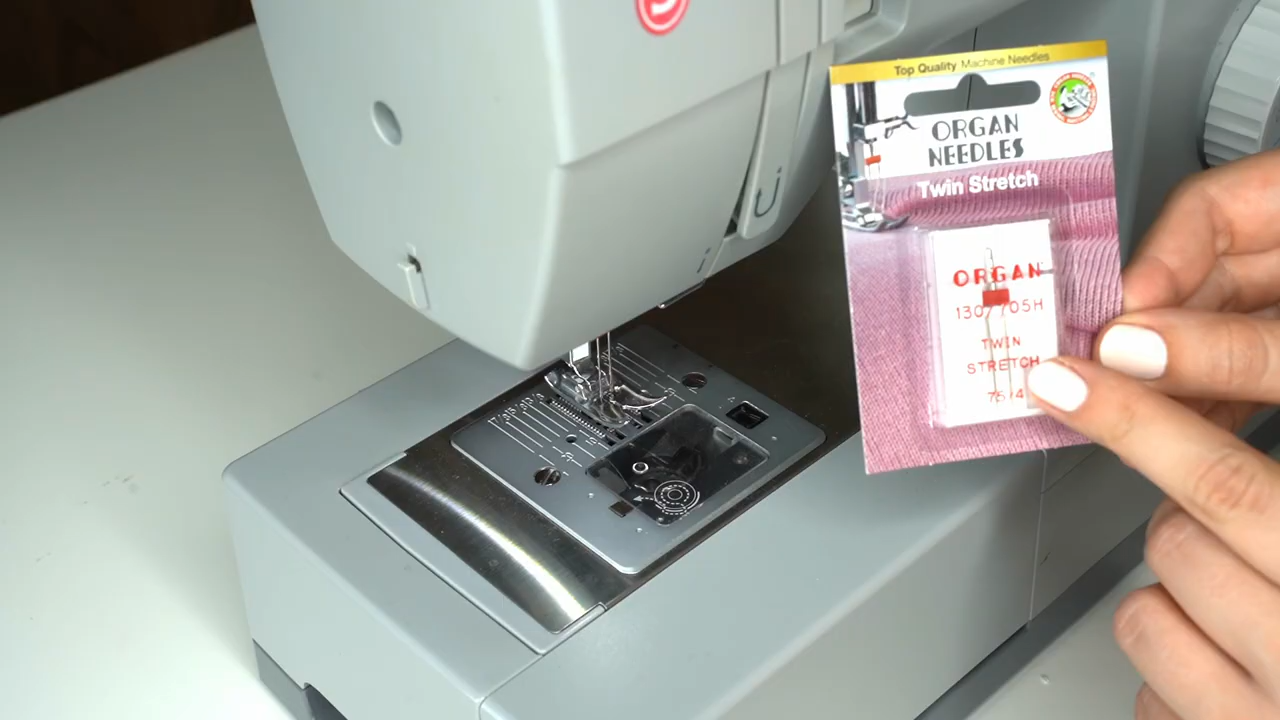 Top Quality Machine Needles
ORGAN
NEEDLES
Twin Stretch
ORGAN
130/705H
TWIN
STRETCH
75/4